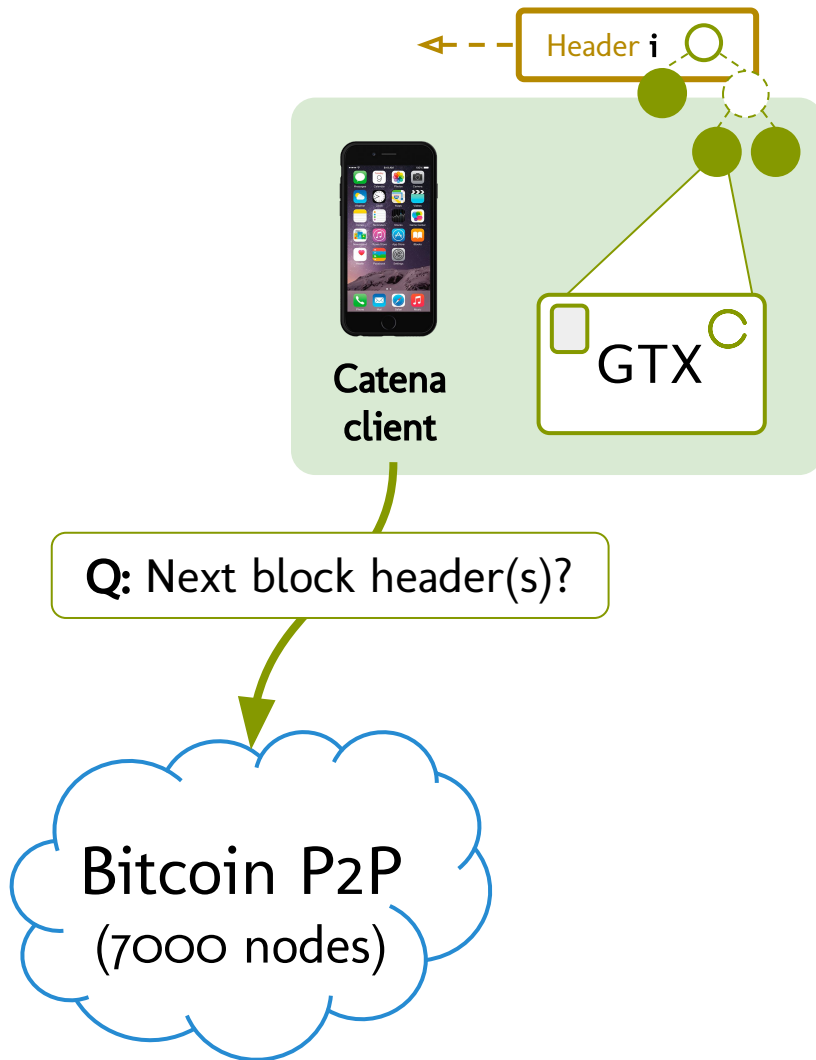 Header i
Catena
client
GTX
Q: Next block header(s)?
Bitcoin P2P
(7000 nodes)